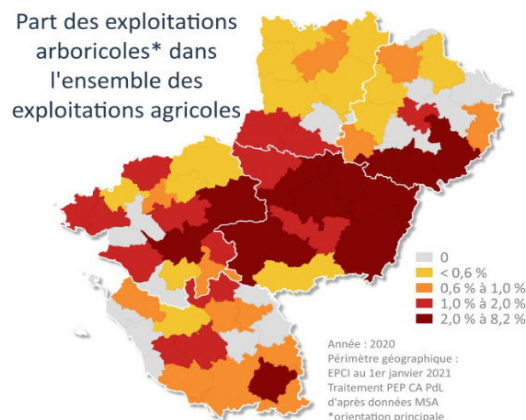 Part des exploitations
arboricoles* dans
l'ensemble des
exploitations agricoles
0
< 0,6 %
0,6 % à 1,0 %
1,0 % à 2,0 %
2,0 % à 8,2 %
Année : 2020
Périmètre géographique :
EPCI au 1er janvier 2021
Traitement PEP CA PdL
d'après données MSA
*orientation principale